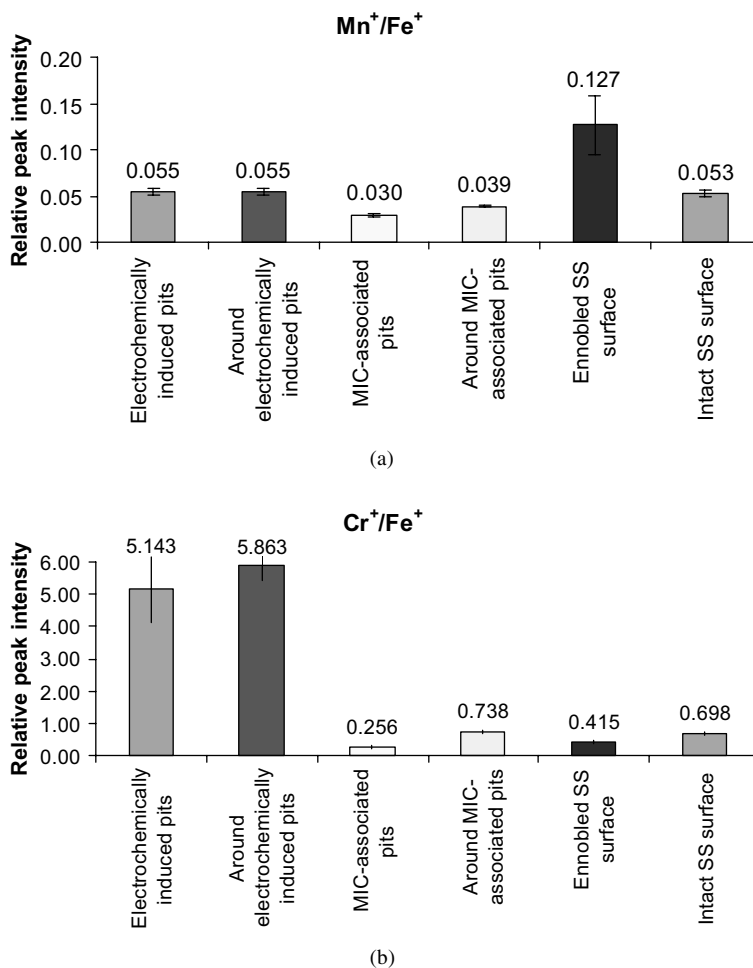 Mn⁺/Fe⁺
Relative peak intensity
0.20
0.15
0.10
0.05
0.00
0.055
0.055
0.030
0.039
0.127
0.053
Electrochemically
induced pits
Around
electrochemically
induced pits
MIC-associated
pits
Around MIC-
associated pits
Ennobled SS
surface
Intact SS surface
(a)
Cr⁺/Fe⁺
Relative peak intensity
6.00
5.00
4.00
3.00
2.00
1.00
0.00
5.143
5.863
0.256
0.738
0.415
0.698
Electrochemically
induced pits
Around
electrochemically
induced pits
MIC-associated
pits
Around MIC-
associated pits
Ennobled SS
surface
Intact SS surface
(b)